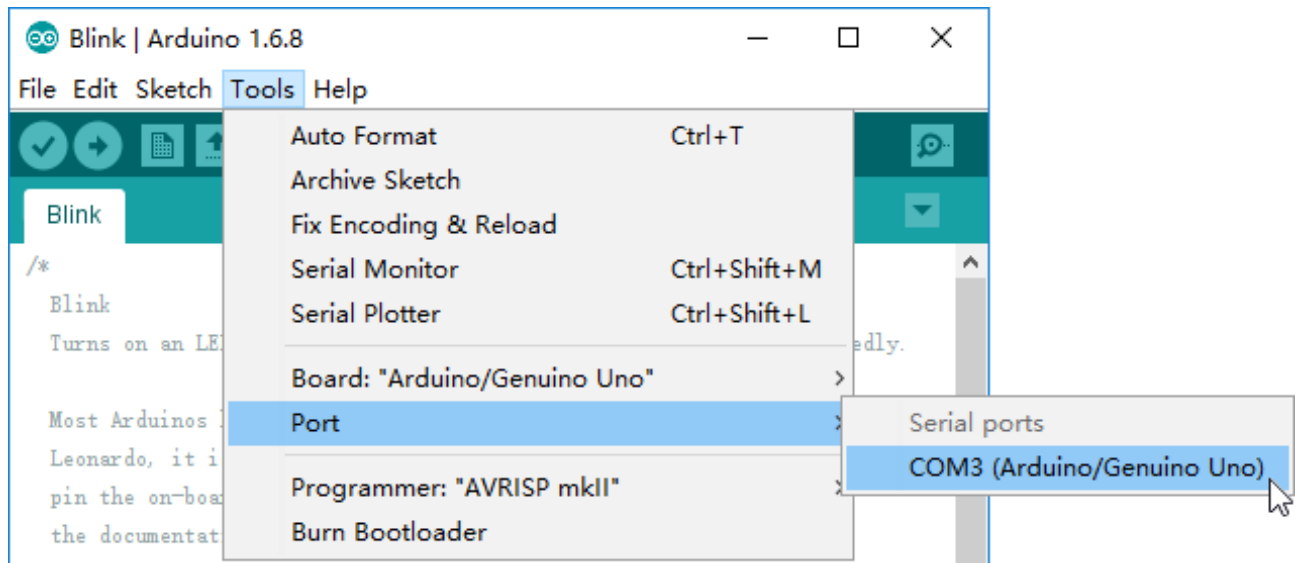 Blink | Arduino 1.6.8
File Edit Sketch Tools Help
Auto Format Ctrl+T
Archive Sketch
Fix Encoding & Reload
Serial Monitor Ctrl+Shift+M
Serial Plotter Ctrl+Shift+L
Board: "Arduino/Genuino Uno"
Port
Programmer: "AVRISP mkII"
Burn Bootloader
Serial ports
COM3 (Arduino/Genuino Uno)
Blink
/*
Blink
Turns on an edly.
Most Arduinos
Leonardo, it i
pin the on-boa
the documentat